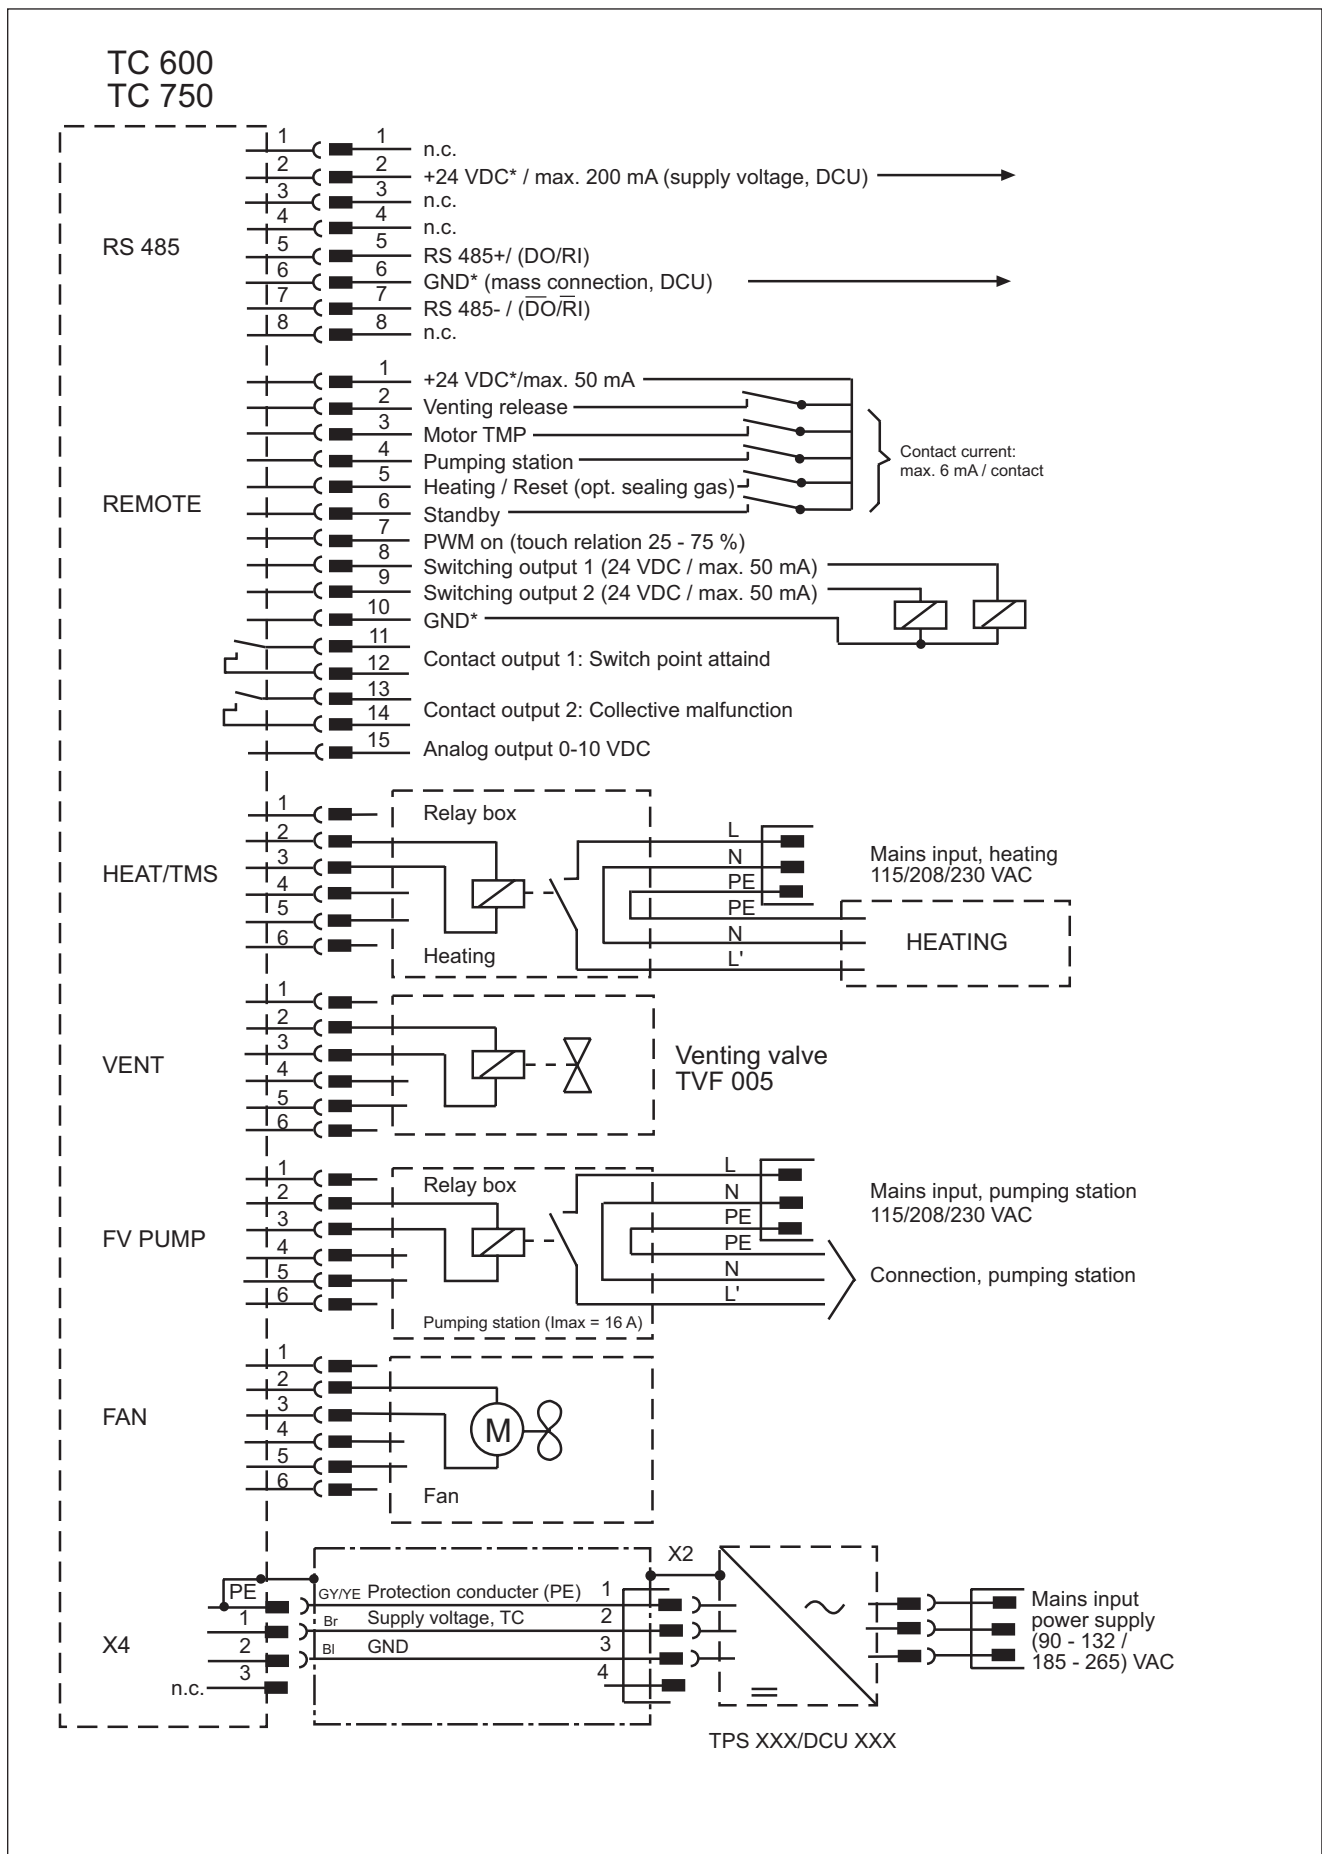 TC 600
TC 750
RS 485
1 1 n.c.
2 2 +24 VDC* / max. 200 mA (supply voltage, DCU)
3 3 n.c.
4 4 n.c.
5 5 RS 485+/ (DO/RI)
6 6 GND* (mass connection, DCU)
7 7 RS 485- / (D̅O̅/R̅I)
8 8 n.c.
REMOTE
1 +24 VDC*/max. 50 mA
2 Venting release
3 Motor TMP
4 Pumping station
5 Heating / Reset (opt. sealing gas)
6 Standby
Contact current:
max. 6 mA / contact
7 PWM on (touch relation 25 - 75 %)
8 Switching output 1 (24 VDC / max. 50 mA)
9 Switching output 2 (24 VDC / max. 50 mA)
10 GND*
11
12 Contact output 1: Switch point attaind
13
14 Contact output 2: Collective malfunction
15 Analog output 0-10 VDC
HEAT/TMS
1
2
3
4
5
6
Relay box
Heating
L
N
PE
PE
N
L'
Mains input, heating
115/208/230 VAC
HEATING
VENT
1
2
3
4
5
6
Venting valve
TVF 005
FV PUMP
1
2
3
4
5
6
Relay box
Pumping station (Imax = 16 A)
L
N
PE
PE
N
L'
Mains input, pumping station
115/208/230 VAC
Connection, pumping station
FAN
1
2
3
4
5
6
M
Fan
X4
X2
PE GY/YE Protection conducter (PE) 1
1 Br Supply voltage, TC 2
2 Bl GND 3
n.c. 3 4
Mains input
power supply
(90 - 132 /
185 - 265) VAC
TPS XXX/DCU XXX